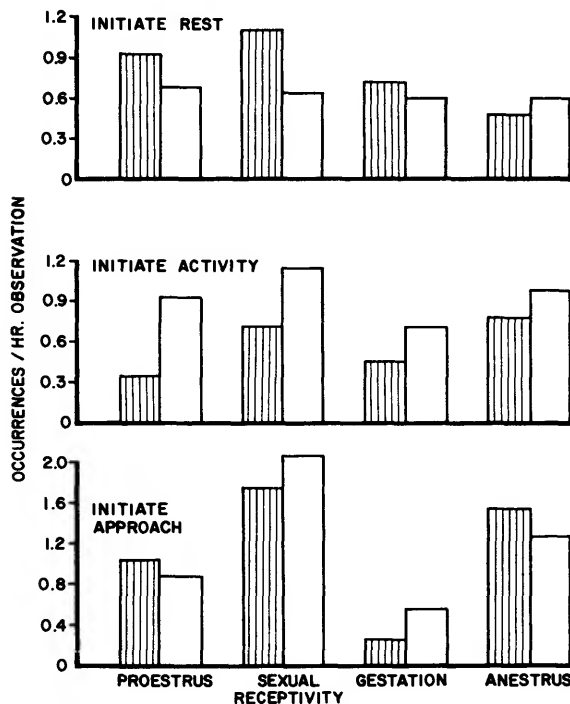 INITIATE REST
1.2
0.9
0.6
0.3
0
OCCURRENCES / HR. OBSERVATION
INITIATE ACTIVITY
1.2
0.9
0.6
0.3
0
INITIATE
APPROACH
2.0
1.6
1.2
0.8
0.4
0
PROESTRUS
SEXUAL
RECEPTIVITY
GESTATION
ANESTRUS